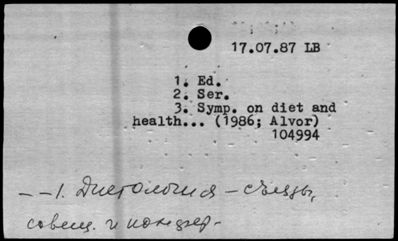 17.07.87 LB
1. Ed.
2. Ser.
3. Symp. on diet and
health... (1986; Alvor)
104994
--1. Диетология - съезды,
совещ. и конфер.